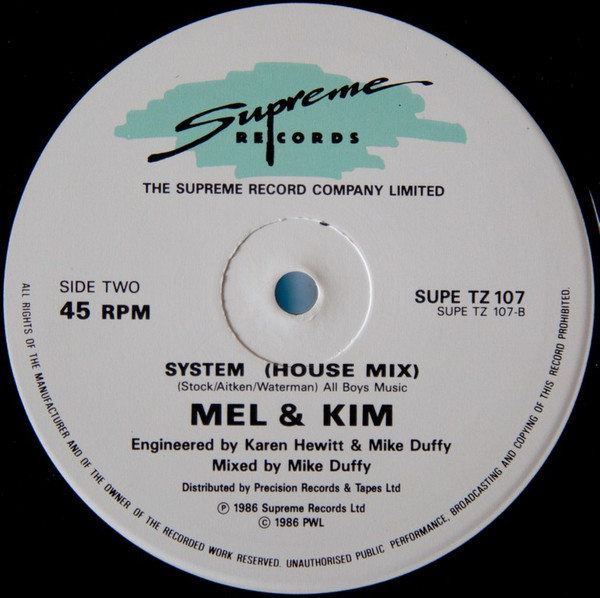 Supreme
RECORDS
THE SUPREME RECORD COMPANY LIMITED
SIDE TWO
45 RPM
SUPE TZ 107
SUPE TZ 107-B
SYSTEM (HOUSE MIX)
(Stock/Aitken/Waterman) All Boys Music
MEL & KIM
Engineered by Karen Hewitt & Mike Duffy
Mixed by Mike Duffy
Distributed by Precision Records & Tapes Ltd
Ⓟ 1986 Supreme Records Ltd
© 1986 PWL
ALL RIGHTS OF THE MANUFACTURER AND OF THE OWNER OF THE RECORDED WORK RESERVED. UNAUTHORISED PUBLIC PERFORMANCE, BROADCASTING AND COPYING OF THIS RECORD PROHIBITED.